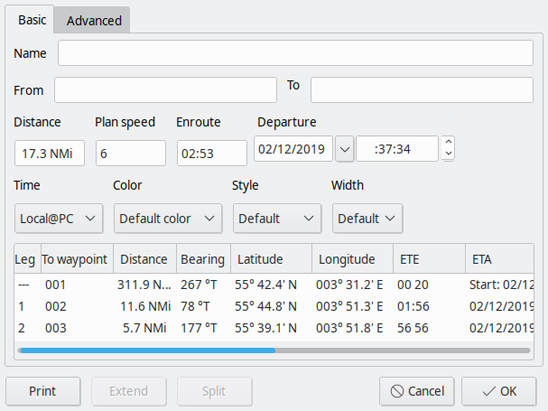 Basic Advanced
Name
From To
Distance Plan speed Enroute Departure
17.3 NMi 6 02:53 02/12/2019 :37:34
Time Color Style Width
Local@PC Default color Default Default
Leg To waypoint Distance Bearing Latitude Longitude ETE ETA
--- 001 311.9 N... 267 °T 55° 42.4' N 003° 31.2' E 00 20 Start: 02/12
1 002 11.6 NMi 78 °T 55° 44.8' N 003° 51.3' E 01:56 02/12/2019
2 003 5.7 NMi 177 °T 55° 39.1' N 003° 51.8' E 56 56 02/12/2019
Print Extend Split Cancel OK